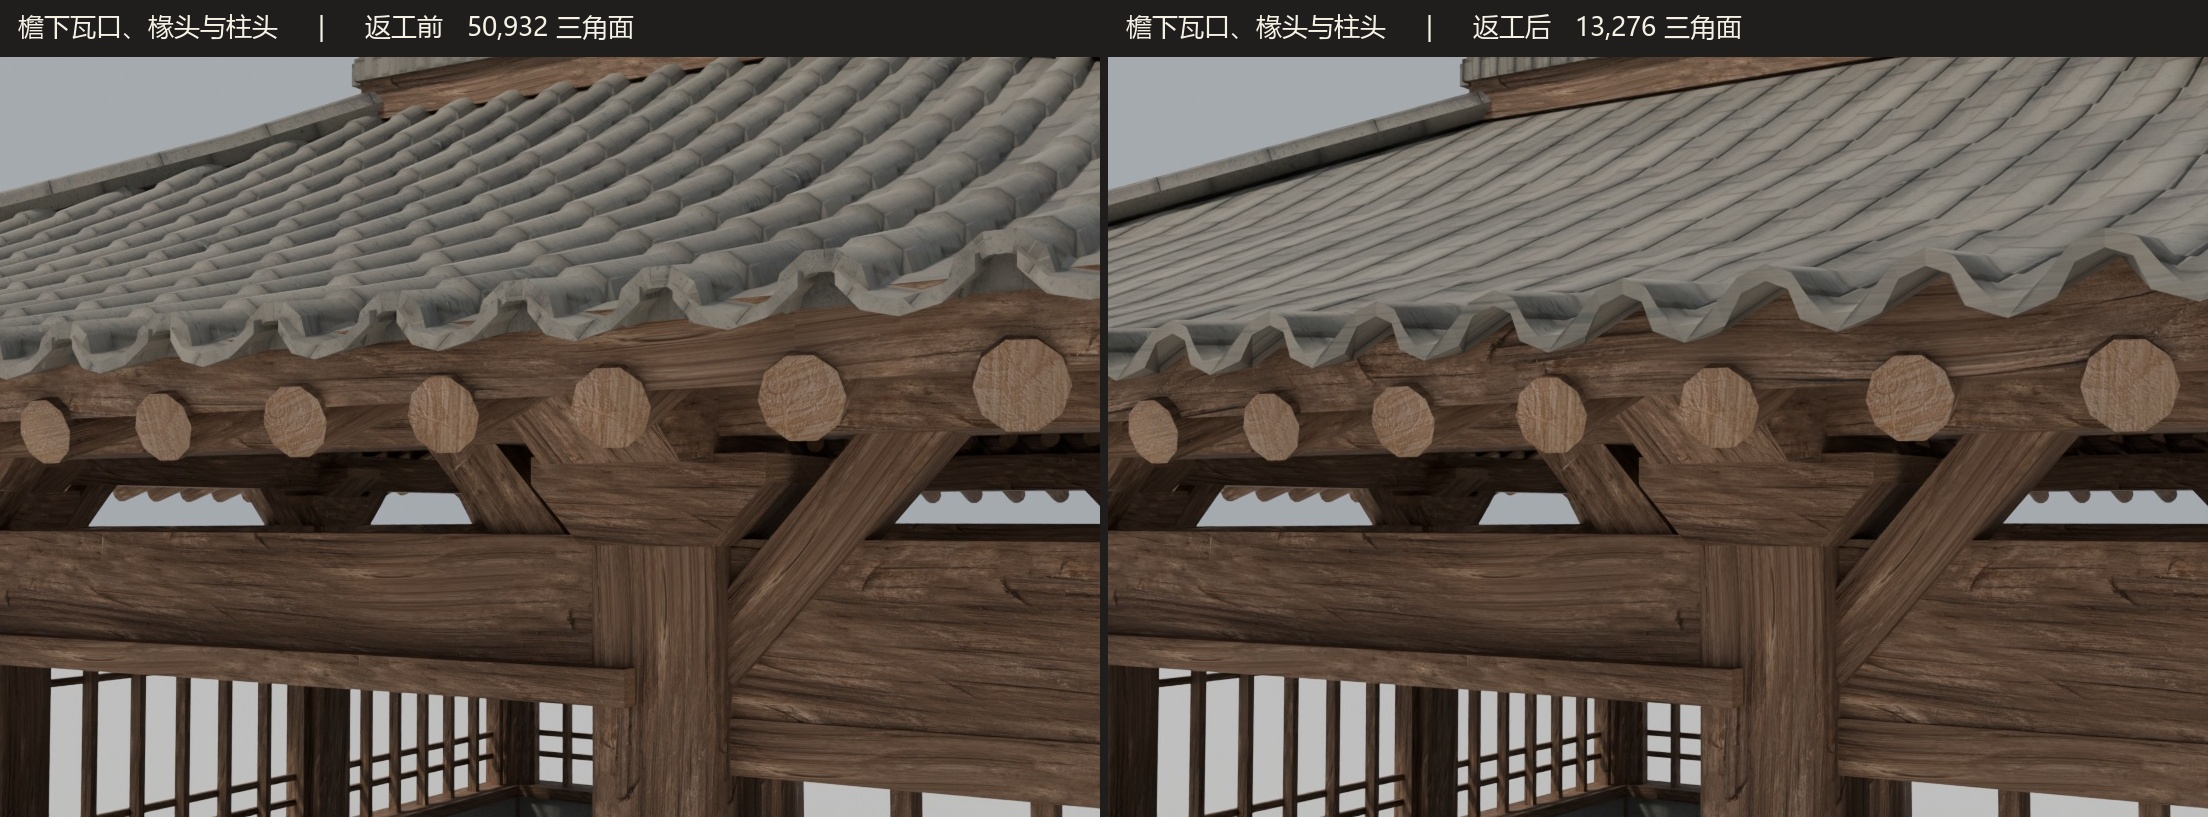 檐下瓦口、椽头与柱头 | 返工前 50,932 三角面
檐下瓦口、椽头与柱头 | 返工后 13,276 三角面